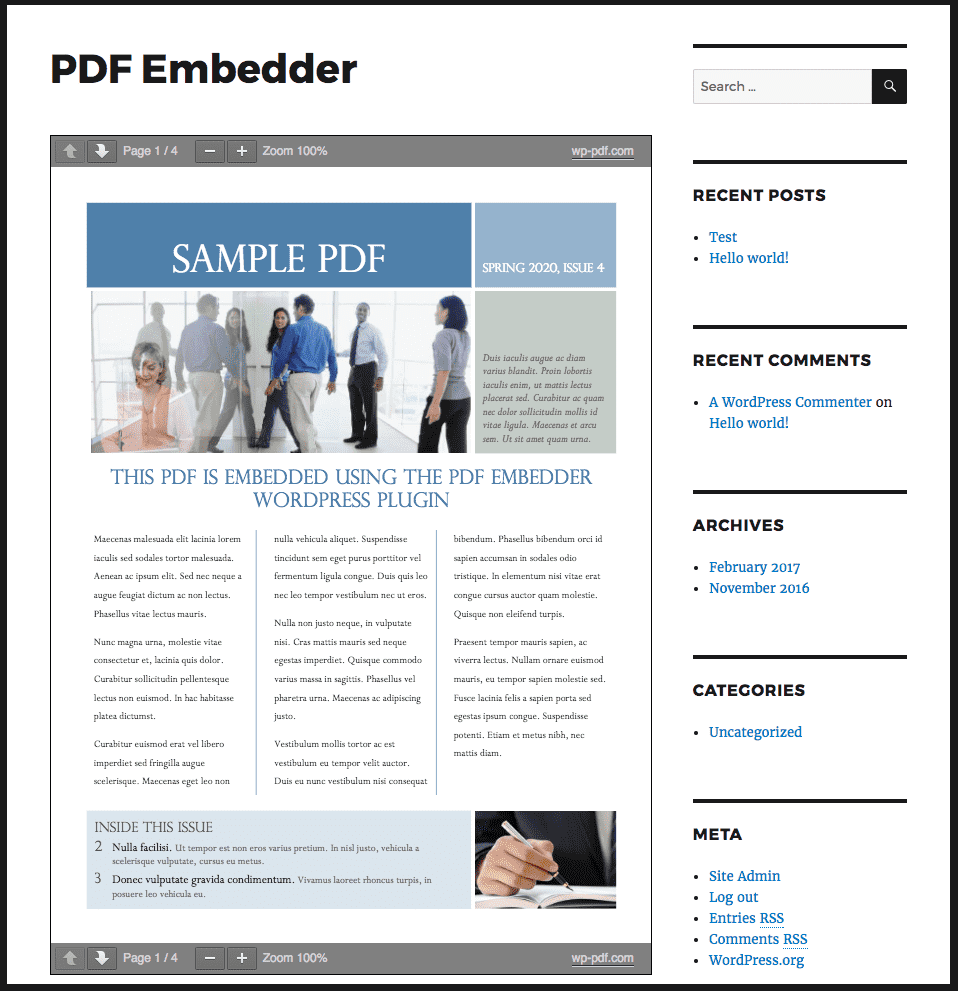 PDF Embedder
Page 1 / 4
Zoom 100%
wp-pdf.com
SAMPLE PDF
SPRING 2020, ISSUE 4
Duis iaculis augue ac diam
varius blandit. Proin lobortis
iaculis enim, ut mattis lectus
placerat sed. Curabitur ac quam
nec dolor sollicitudin mollis id
vitae ligula. Maecenas et arcu
sem. Ut sit amet quam urna.
THIS PDF IS EMBEDDED USING THE PDF EMBEDDER
WORDPRESS PLUGIN
Maecenas malesuada elit lacinia lorem
iaculis sed sodales tortor malesuada.
Aenean ac ipsum elit. Sed nec neque a
augue feugiat dictum ac non lectus.
Phasellus vitae lectus mauris.
Nunc magna urna, molestie vitae
consectetur et, lacinia quis dolor.
Curabitur sollicitudin pellentesque
lectus non euismod. In hac habitasse
platea dictumst.
Curabitur euismod erat vel libero
imperdiet sed fringilla augue
scelerisque. Maecenas eget leo non
nulla vehicula aliquet. Suspendisse
tincidunt sem eget purus porttitor vel
fermentum ligula congue. Duis quis leo
nec leo tempor vestibulum nec ut eros.
Nulla non justo neque, in vulputate
nisi. Cras mattis mauris sed neque
egestas imperdiet. Quisque commodo
varius massa in sagittis. Phasellus vel
pharetra urna. Maecenas ac adipiscing
justo.
Vestibulum mollis tortor ac est
vestibulum eu tempor velit auctor.
Duis eu nunc vestibulum nisi consequat
bibendum. Phasellus bibendum orci id
sapien accumsan in sodales odio
tristique. In elementum nisi vitae erat
congue cursus auctor quam molestie.
Quisque non eleifend turpis.
Praesent tempor mauris sapien, ac
viverra lectus. Nullam ornare euismod
mauris, eu tempor sapien molestie sed.
Fusce lacinia felis a sapien porta sed
egestas ipsum congue. Suspendisse
potenti. Etiam et metus nibh, nec
mattis diam.
INSIDE THIS ISSUE
2 Nulla facilisi. Ut tempor est non eros varius pretium. In nisl justo, vehicula a
scelerisque vulputate, cursus eu metus.
3 Donec vulputate gravida condimentum. Vivamus laoreet rhoncus turpis, in
posuere leo vehicula eu.
Page 1 / 4
Zoom 100%
wp-pdf.com
Search …
RECENT POSTS
Test
Hello world!
RECENT COMMENTS
A WordPress Commenter on
Hello world!
ARCHIVES
February 2017
November 2016
CATEGORIES
Uncategorized
META
Site Admin
Log out
Entries RSS
Comments RSS
WordPress.org